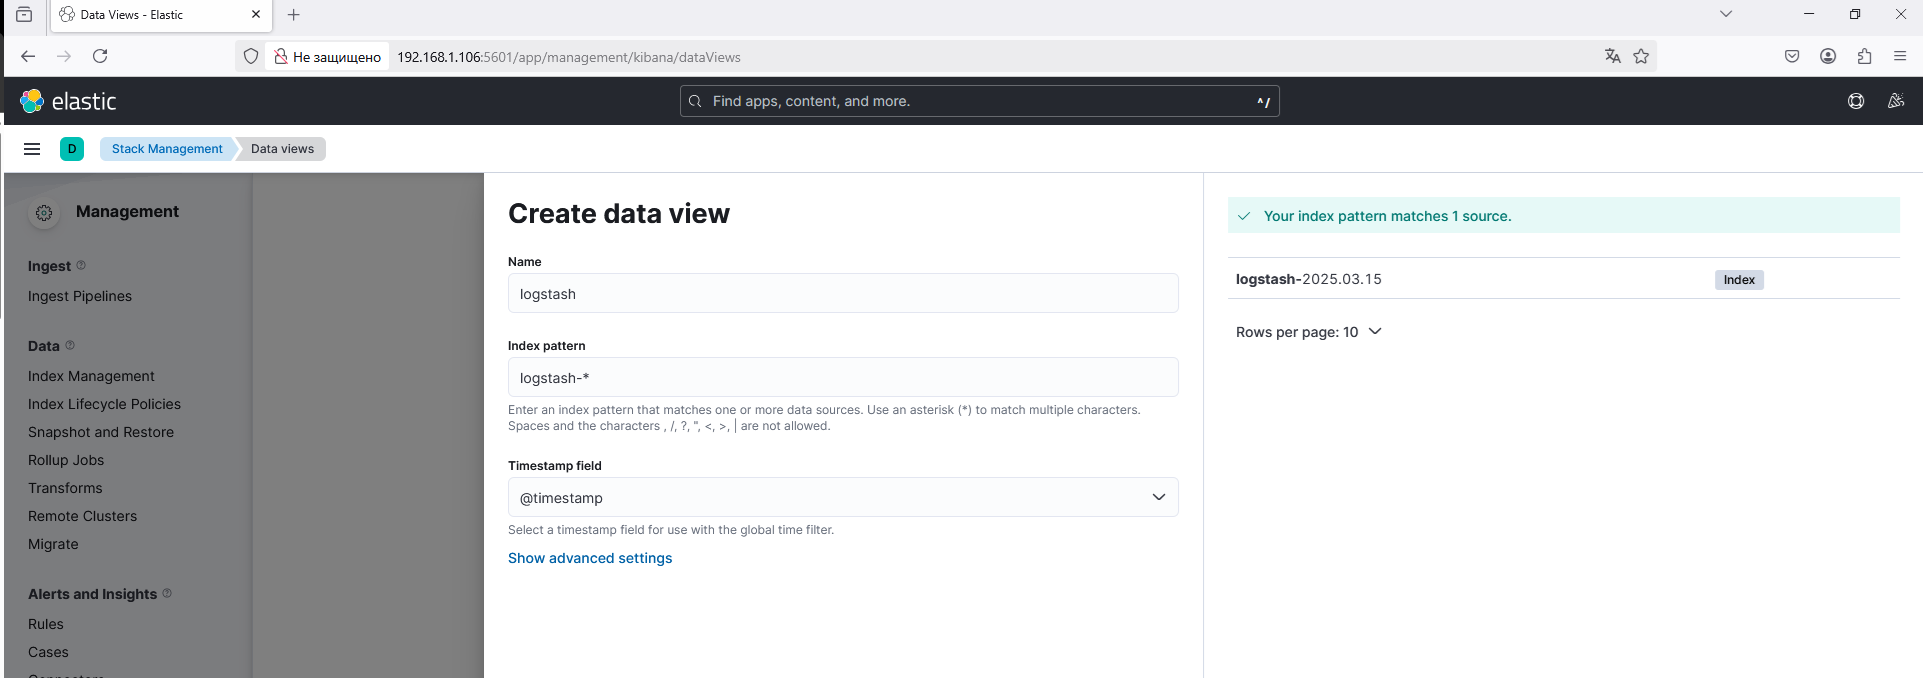 Data Views - Elastic
Не защищено
192.168.1.106:5601/app/management/kibana/dataViews
elastic
Find apps, content, and more.
^/
D
Stack Management
Data views
Management
Ingest
Ingest Pipelines
Data
Index Management
Index Lifecycle Policies
Snapshot and Restore
Rollup Jobs
Transforms
Remote Clusters
Migrate
Alerts and Insights
Rules
Cases
Connectors
Create data view
Name
logstash
Index pattern
logstash-*
Enter an index pattern that matches one or more data sources. Use an asterisk (*) to match multiple characters.
Spaces and the characters , /, ?, ", <, >, | are not allowed.
Timestamp field
@timestamp
Select a timestamp field for use with the global time filter.
Show advanced settings
Your index pattern matches 1 source.
logstash-2025.03.15
Index
Rows per page: 10